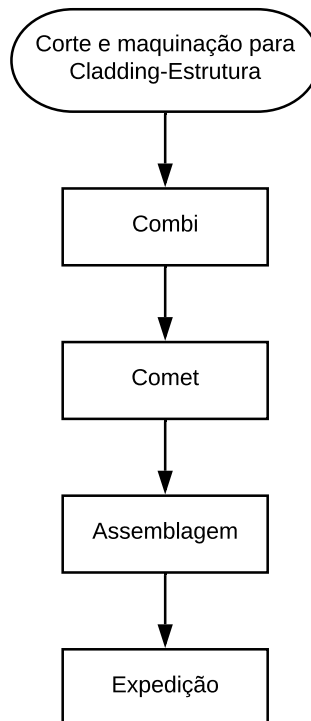 Corte e maquinação para
Cladding-Estrutura
Combi
Comet
Assemblagem
Expedição